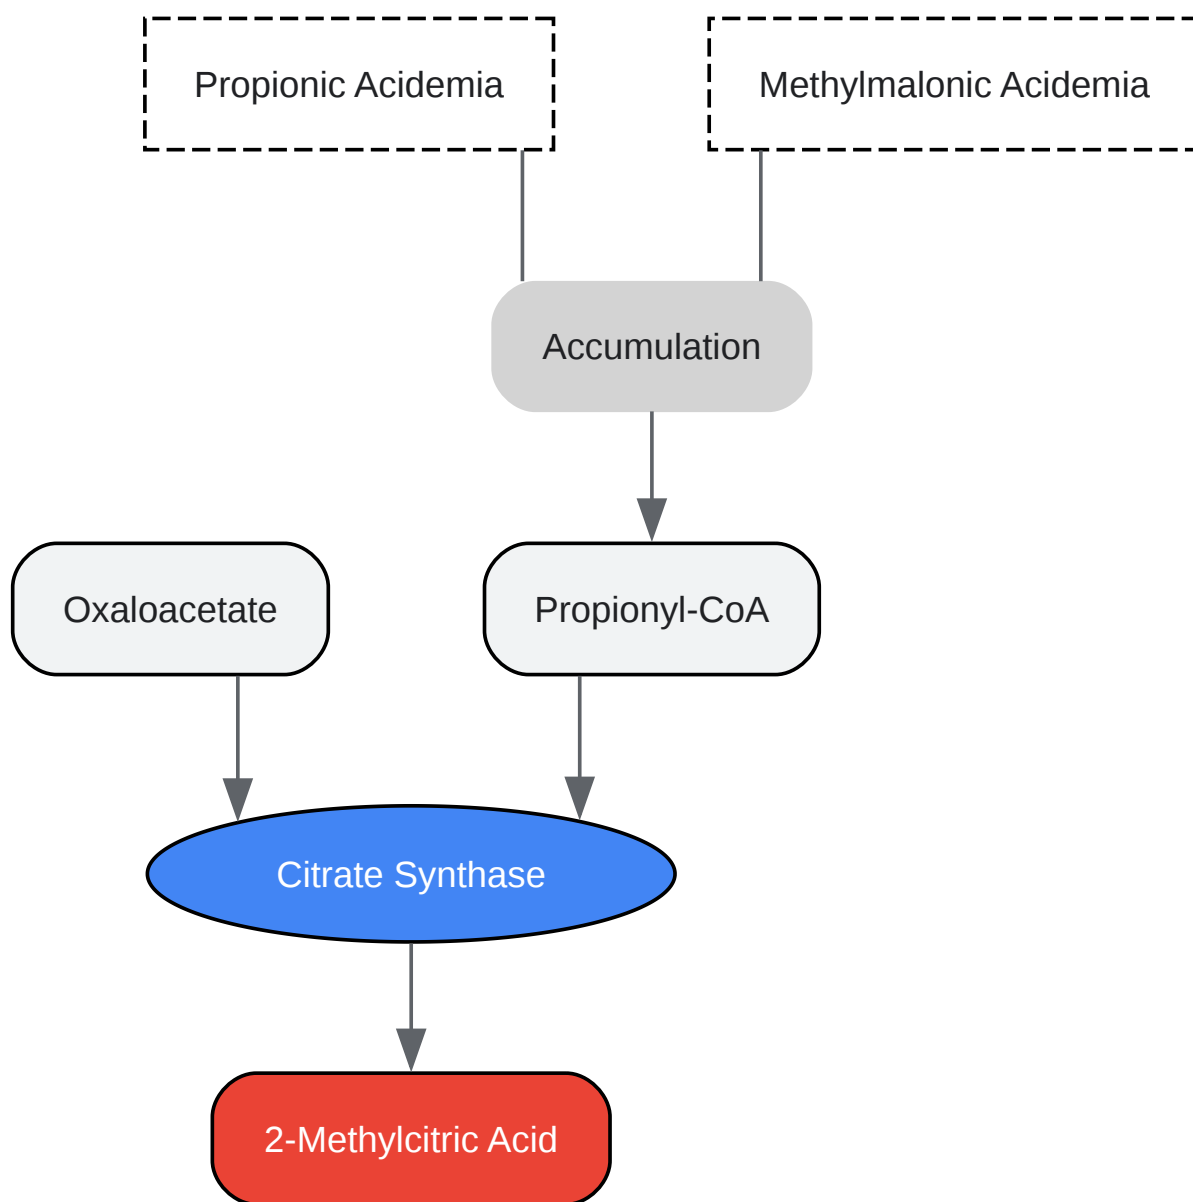 Propionic Acidemia
Methylmalonic Acidemia
Accumulation
Oxaloacetate
Propionyl-CoA
Citrate Synthase
2-Methylcitric Acid